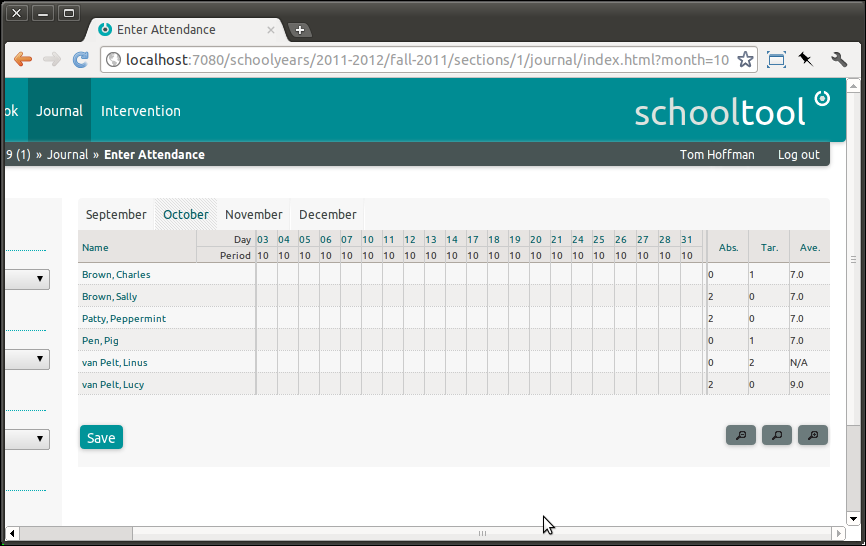 Enter Attendance
localhost:7080/schoolyears/2011-2012/fall-2011/sections/1/journal/index.html?month=10
ok Journal Intervention schooltool
9 (1) » Journal » Enter Attendance Tom Hoffman Log out
September October November December
Name Day 03 04 05 06 07 10 11 12 13 14 17 18 19 20 21 24 25 26 27 28 31 Abs. Tar. Ave.
Period 10 10 10 10 10 10 10 10 10 10 10 10 10 10 10 10 10 10 10 10 10
Brown, Charles 0 1 7.0
Brown, Sally 2 0 7.0
Patty, Peppermint 2 0 7.0
Pen, Pig 0 1 7.0
van Pelt, Linus 0 2 N/A
van Pelt, Lucy 2 0 9.0
Save